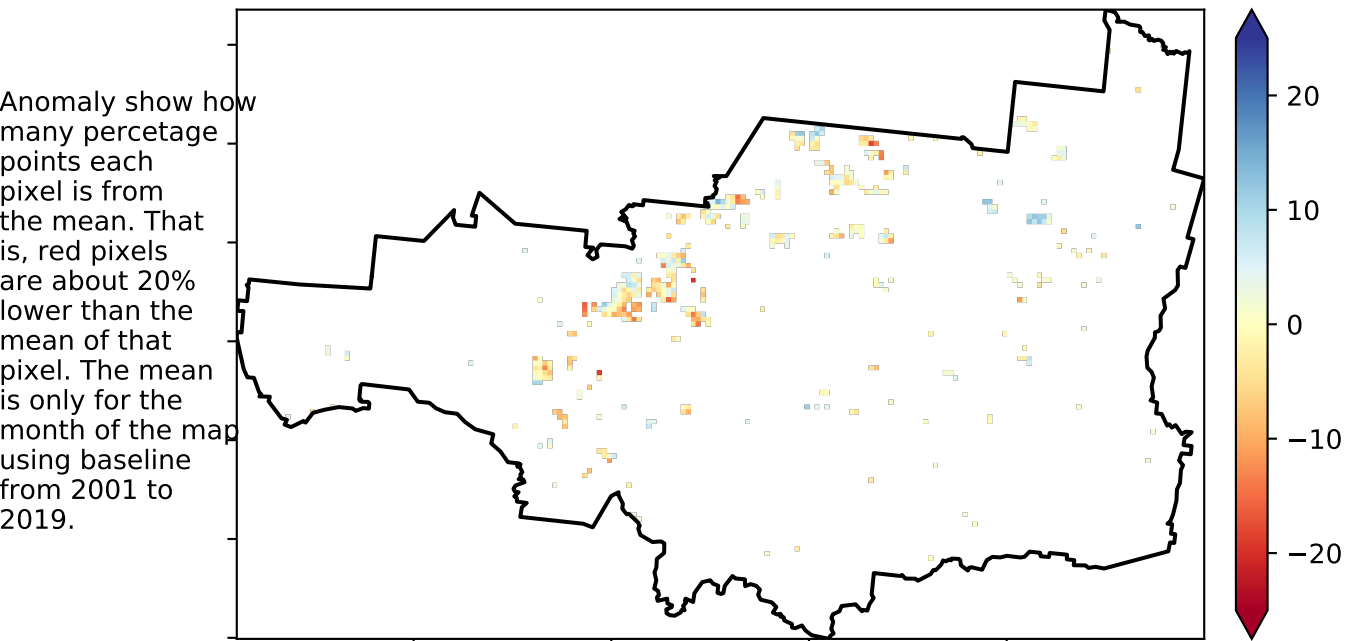 Anomaly show how
many percetage
points each
pixel is from
the mean. That
is, red pixels
are about 20%
lower than the
mean of that
pixel. The mean
is only for the
month of the map
using baseline
from 2001 to
2019.
20
10
0
−10
−20